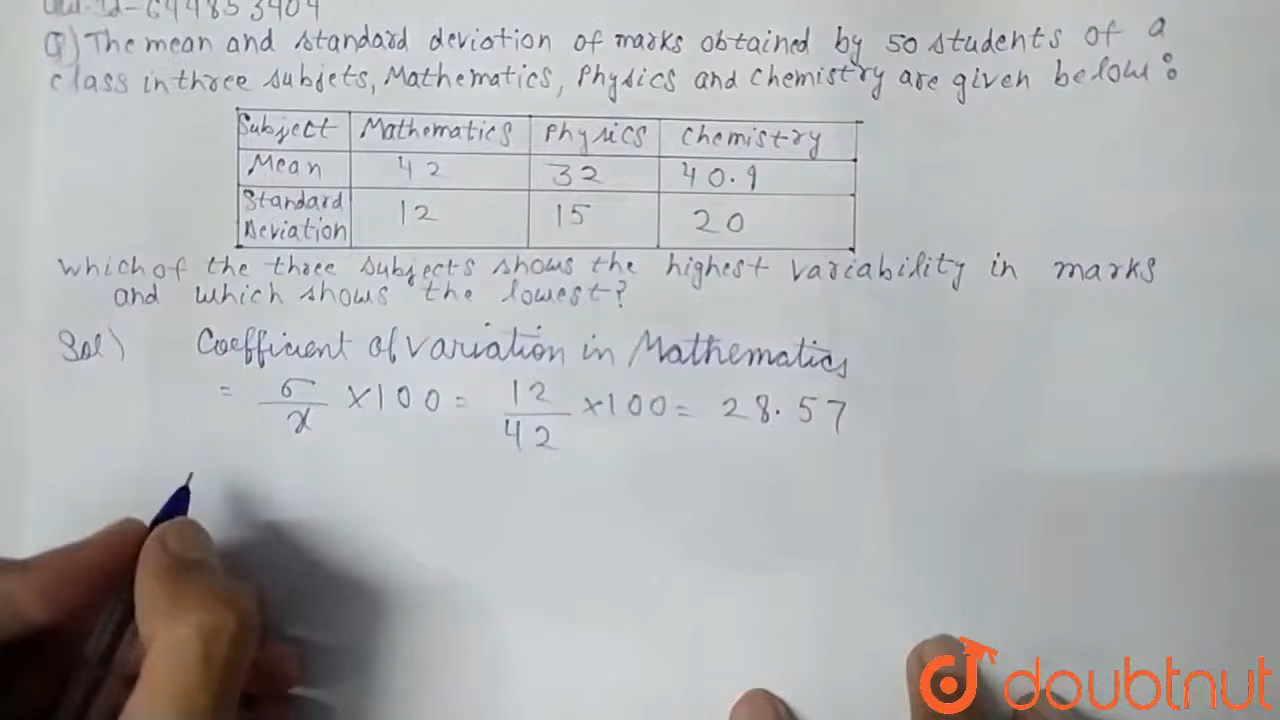 644853404
Q) The mean and standard deviation of marks obtained by 50 students of a
class in three subjets, Mathematics, Physics and Chemistry are given below:
Subject Mathematics Physics Chemistry
Mean 42 32 40.9
Standard Deviation 12 15 20
which of the three subjects shows the highest variability in marks
and which shows the lowest?
Sol) Coefficient of variation in Mathematics
= σ/x ×100 = 12/42 ×100 = 28.57
doubtnut